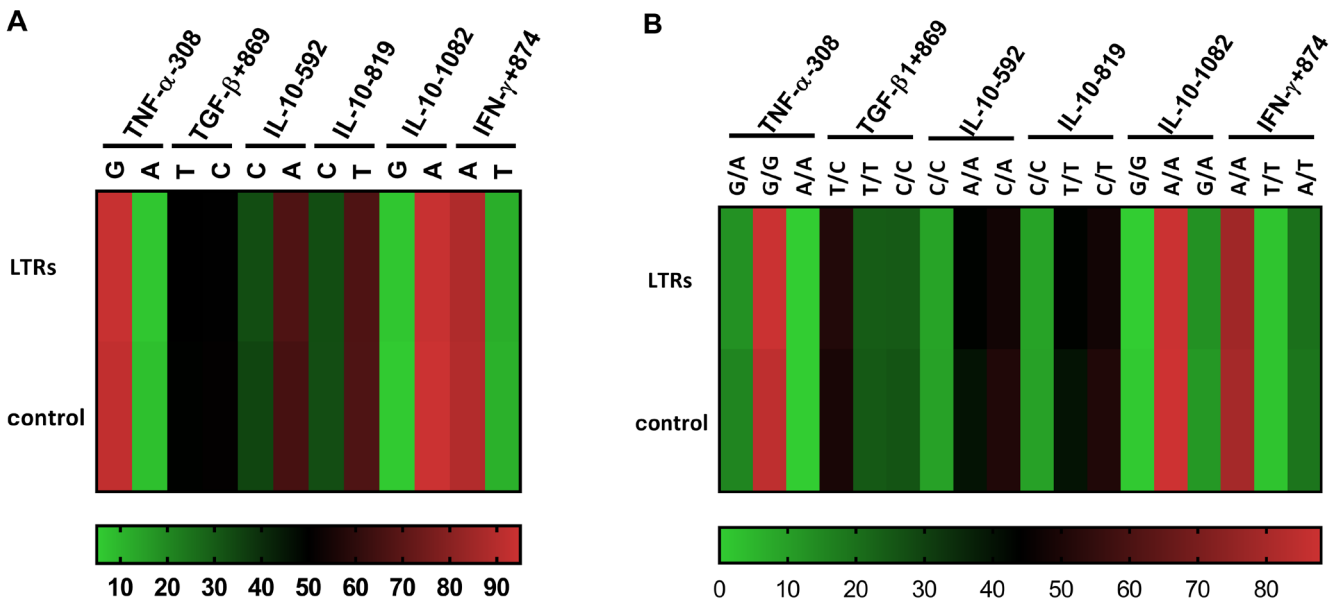 A
TNF-α-308 TGF-β+869 IL-10-592 IL-10-819 IL-10-1082 IFN-γ+874
G A T C C A C T G A A T
LTRs
control
10 20 30 40 50 60 70 80 90
B
TNF-α-308 TGF-β1+869 IL-10-592 IL-10-819 IL-10-1082 IFN-γ+874
G/A G/G A/A T/C T/T C/C C/C A/A C/A C/C T/T C/T G/G A/A G/A A/A T/T A/T
LTRs
control
0 10 20 30 40 50 60 70 80